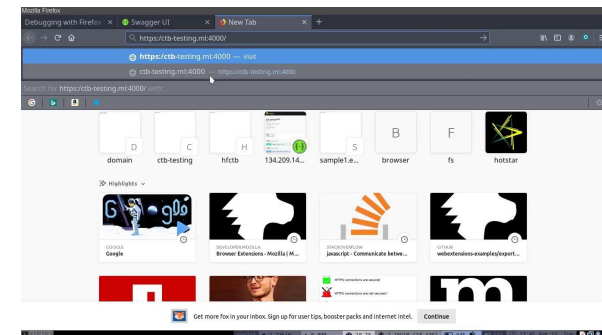 Mozilla Firefox
Debugging with Firefox
Swagger UI
New Tab
https:/ctb-testing.ml:4000/
https:/ctb-testing.ml:4000 — Visit
ctb-testing.ml:4000 — https://ctb-testing.ml:4000
Search for https:/ctb-testing.ml:4000/ with:
D C H S B F
domain ctb-testing hfctb 134.209.14... sample1.e... browser fs hotstar
Highlights
GOOGLE
Google
DEVELOPER.MOZILLA
Browser Extensions - Mozilla | M...
STACKOVERFLOW
javascript - Communicate betwe...
GITHUB
webextensions-examples/export...
HTTPS connections are secured
HTTPS connections are not secured !
Get more fox in your inbox. Sign up for user tips, booster packs and internet intel.
Continue